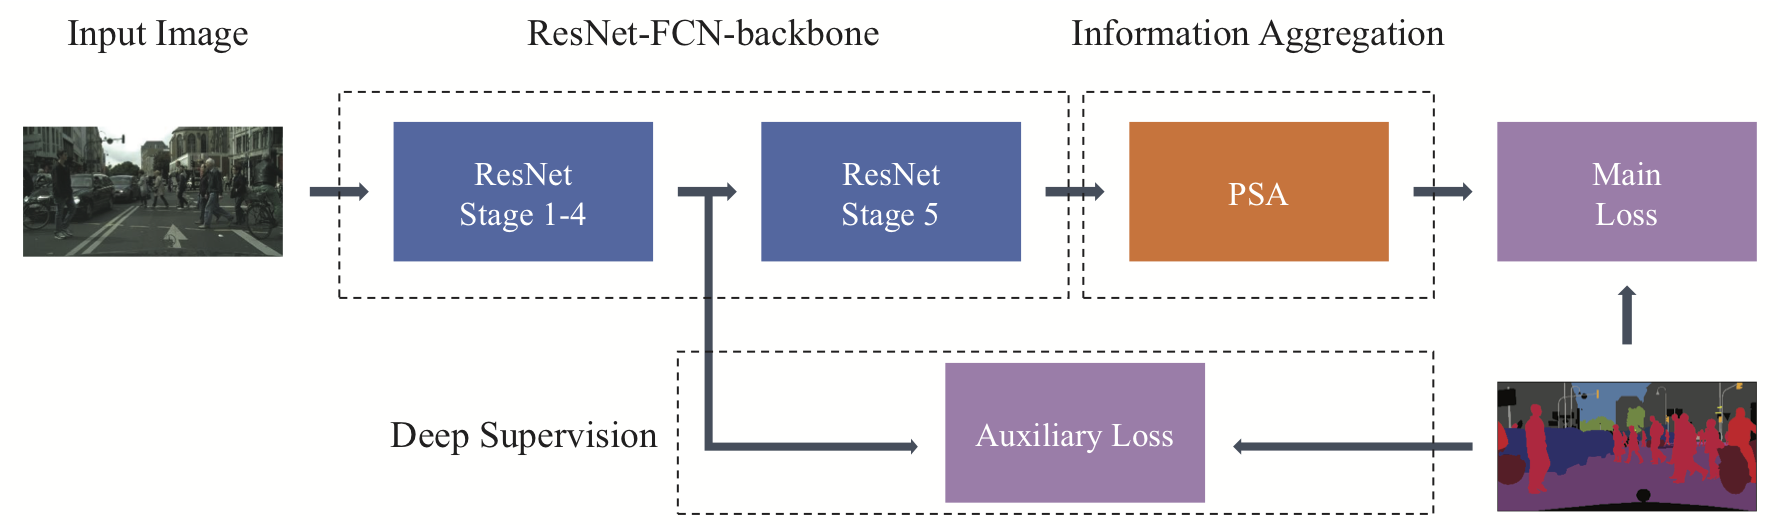 Input Image
ResNet-FCN-backbone
Information Aggregation
ResNet
Stage 1-4
ResNet
Stage 5
PSA
Main
Loss
Deep Supervision
Auxiliary Loss